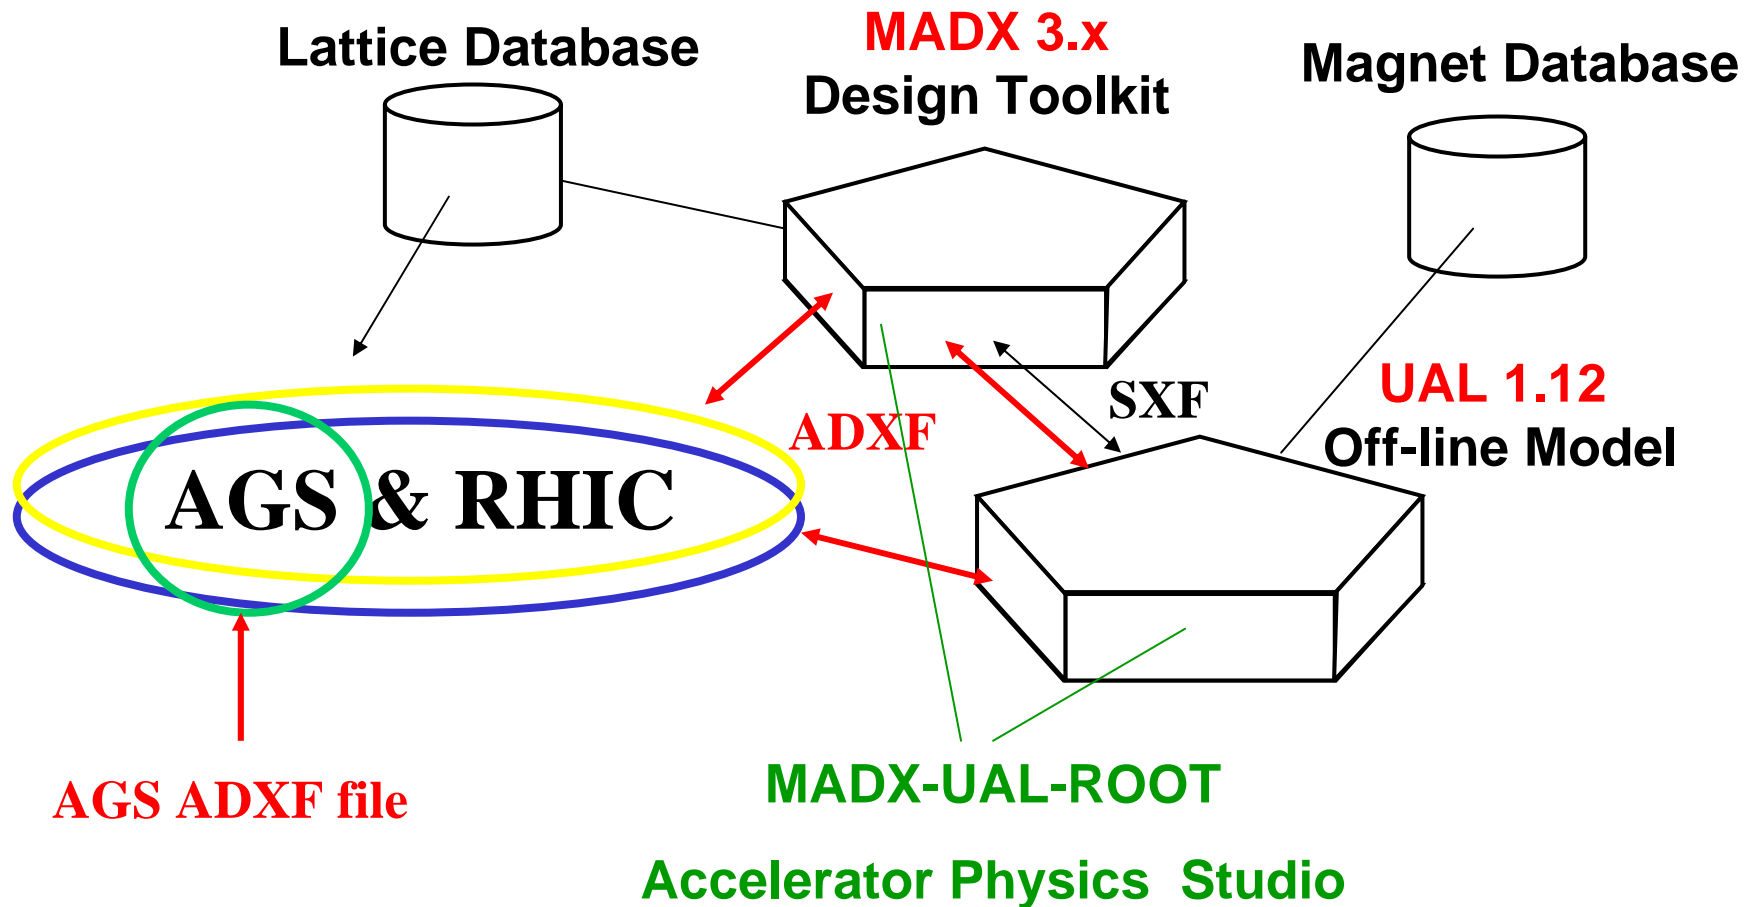 Lattice Database
MADX 3.x
Design Toolkit
Magnet Database
ADXF
SXF
UAL 1.12
Off-line Model
AGS & RHIC
AGS ADXF file
MADX-UAL-ROOT
Accelerator Physics Studio